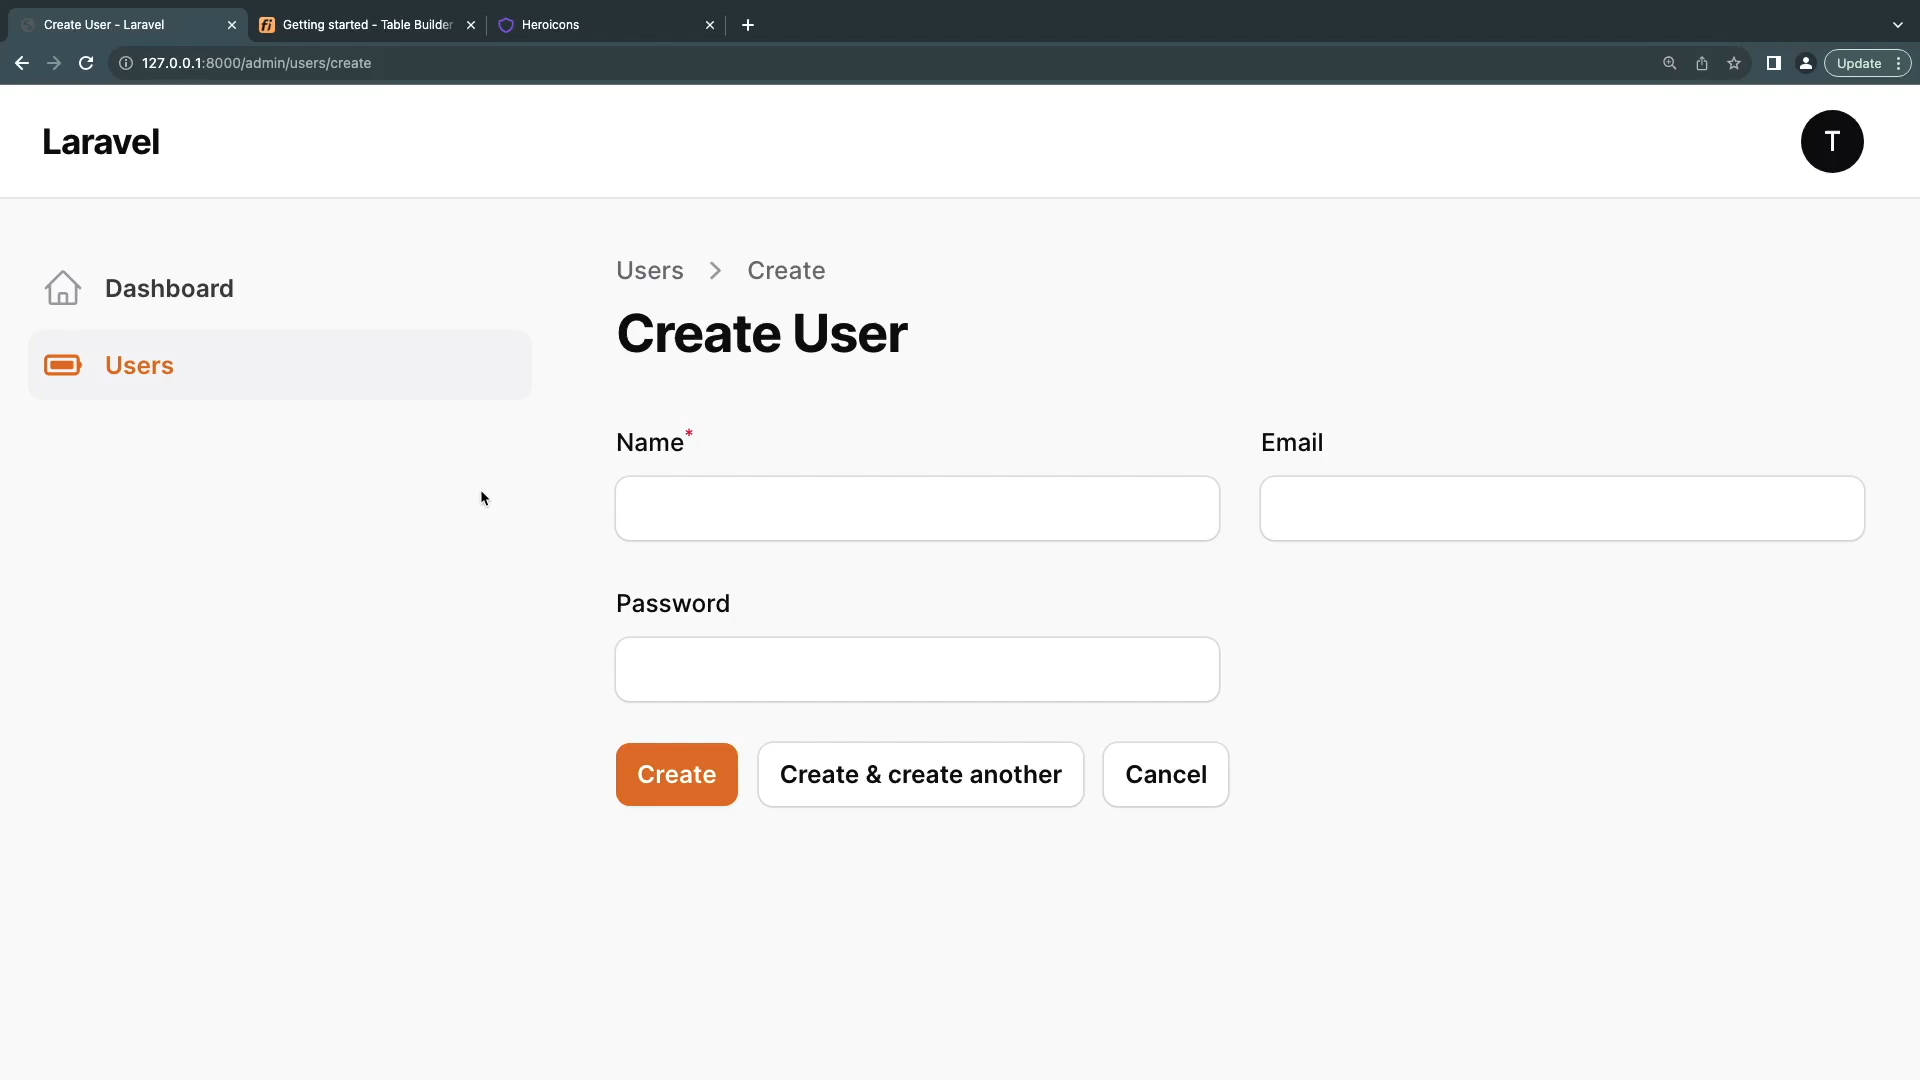 Create User - Laravel
Getting started - Table Builder
Heroicons
127.0.0.1:8000/admin/users/create
Update
Laravel
T
Dashboard
Users
Users > Create
Create User
Name*
Email
Password
Create
Create & create another
Cancel